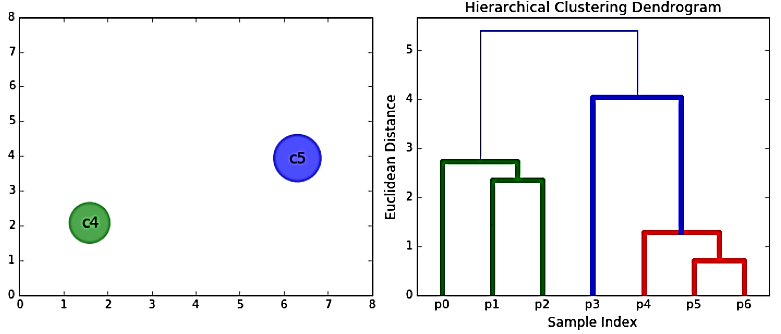 8
7
6
5
4
3
2
1
0
c5
c4
0 1 2 3 4 5 6 7 8
Hierarchical Clustering Dendrogram
Euclidean Distance
5
4
3
2
1
0
p0 p1 p2 p3 p4 p5 p6
Sample Index